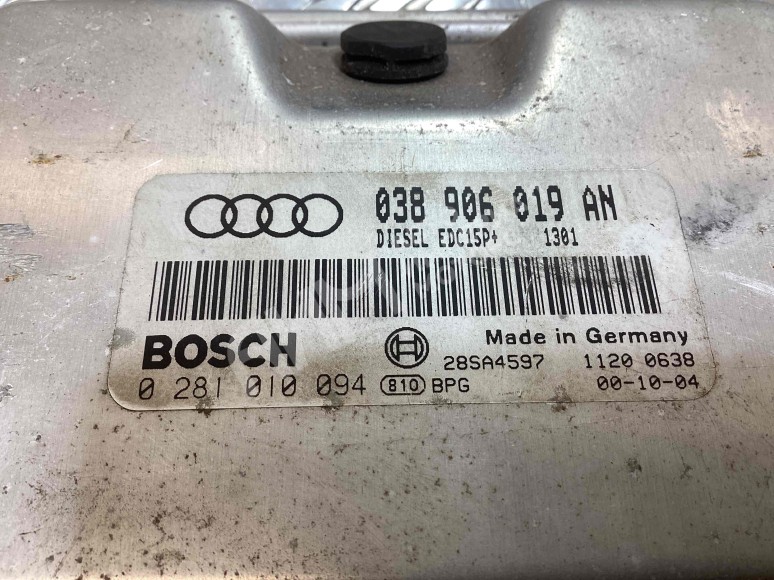 038 906 019 AN
DIESEL EDC15P+ 1301
BOSCH
Made in Germany
28SA4597 1120 0638
0 281 010 094 810 BPG 00-10-04